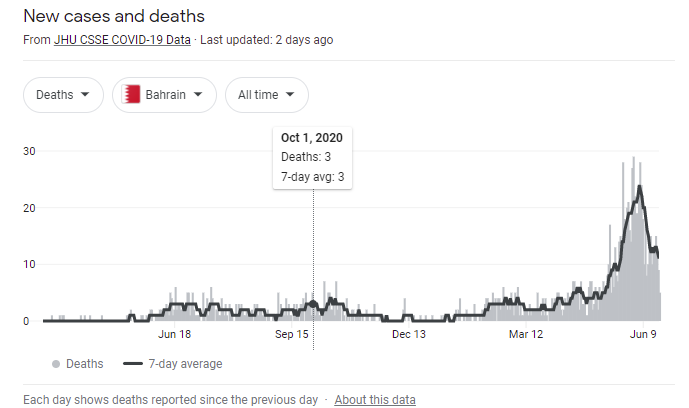 New cases and deaths
From JHU CSSE COVID-19 Data · Last updated: 2 days ago
Deaths Bahrain All time
Oct 1, 2020
Deaths: 3
7-day avg: 3
30
20
10
0
Jun 18 Sep 15 Dec 13 Mar 12 Jun 9
Deaths 7-day average
Each day shows deaths reported since the previous day · About this data